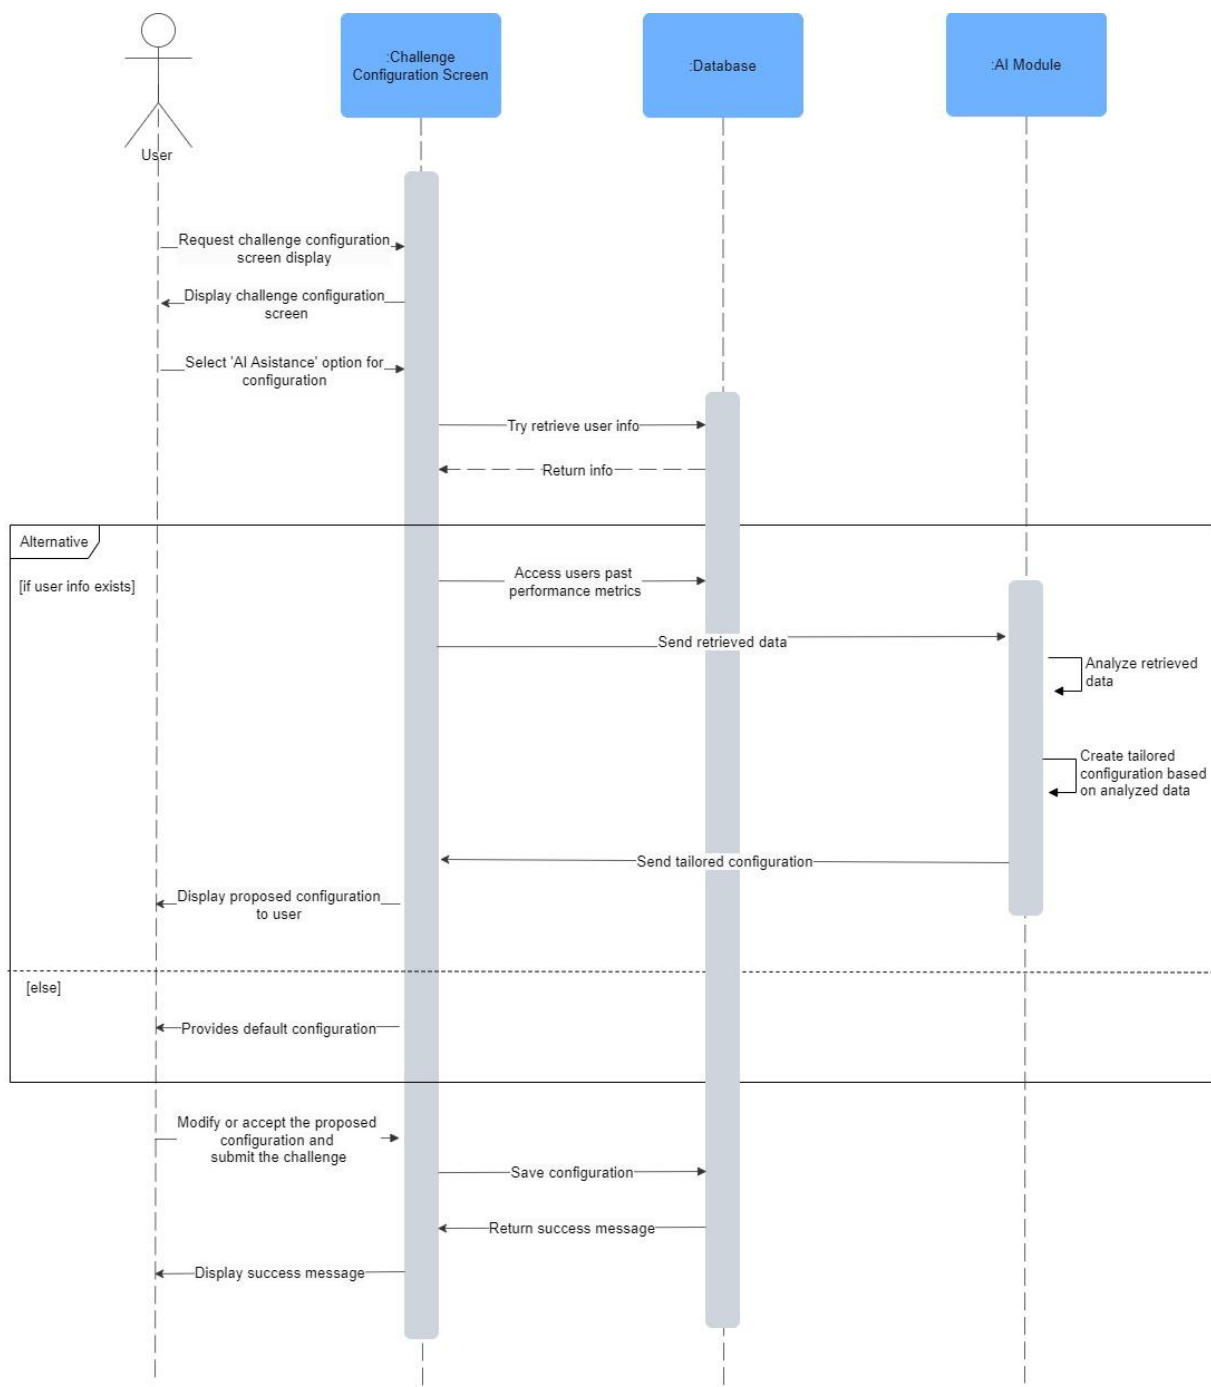 :Challenge
Configuration Screen
:Database
:AI Module
User
Request challenge configuration
screen display
Display challenge configuration
screen
Select 'AI Asistance' option for
configuration
Try retrieve user info
Return info
Alternative
[if user info exists]
Access users past
performance metrics
Send retrieved data
Analyze retrieved
data
Create tailored
configuration based
on analyzed data
Send tailored configuration
Display proposed configuration
to user
[else]
Provides default configuration
Modify or accept the proposed
configuration and
submit the challenge
Save configuration
Return success message
Display success message